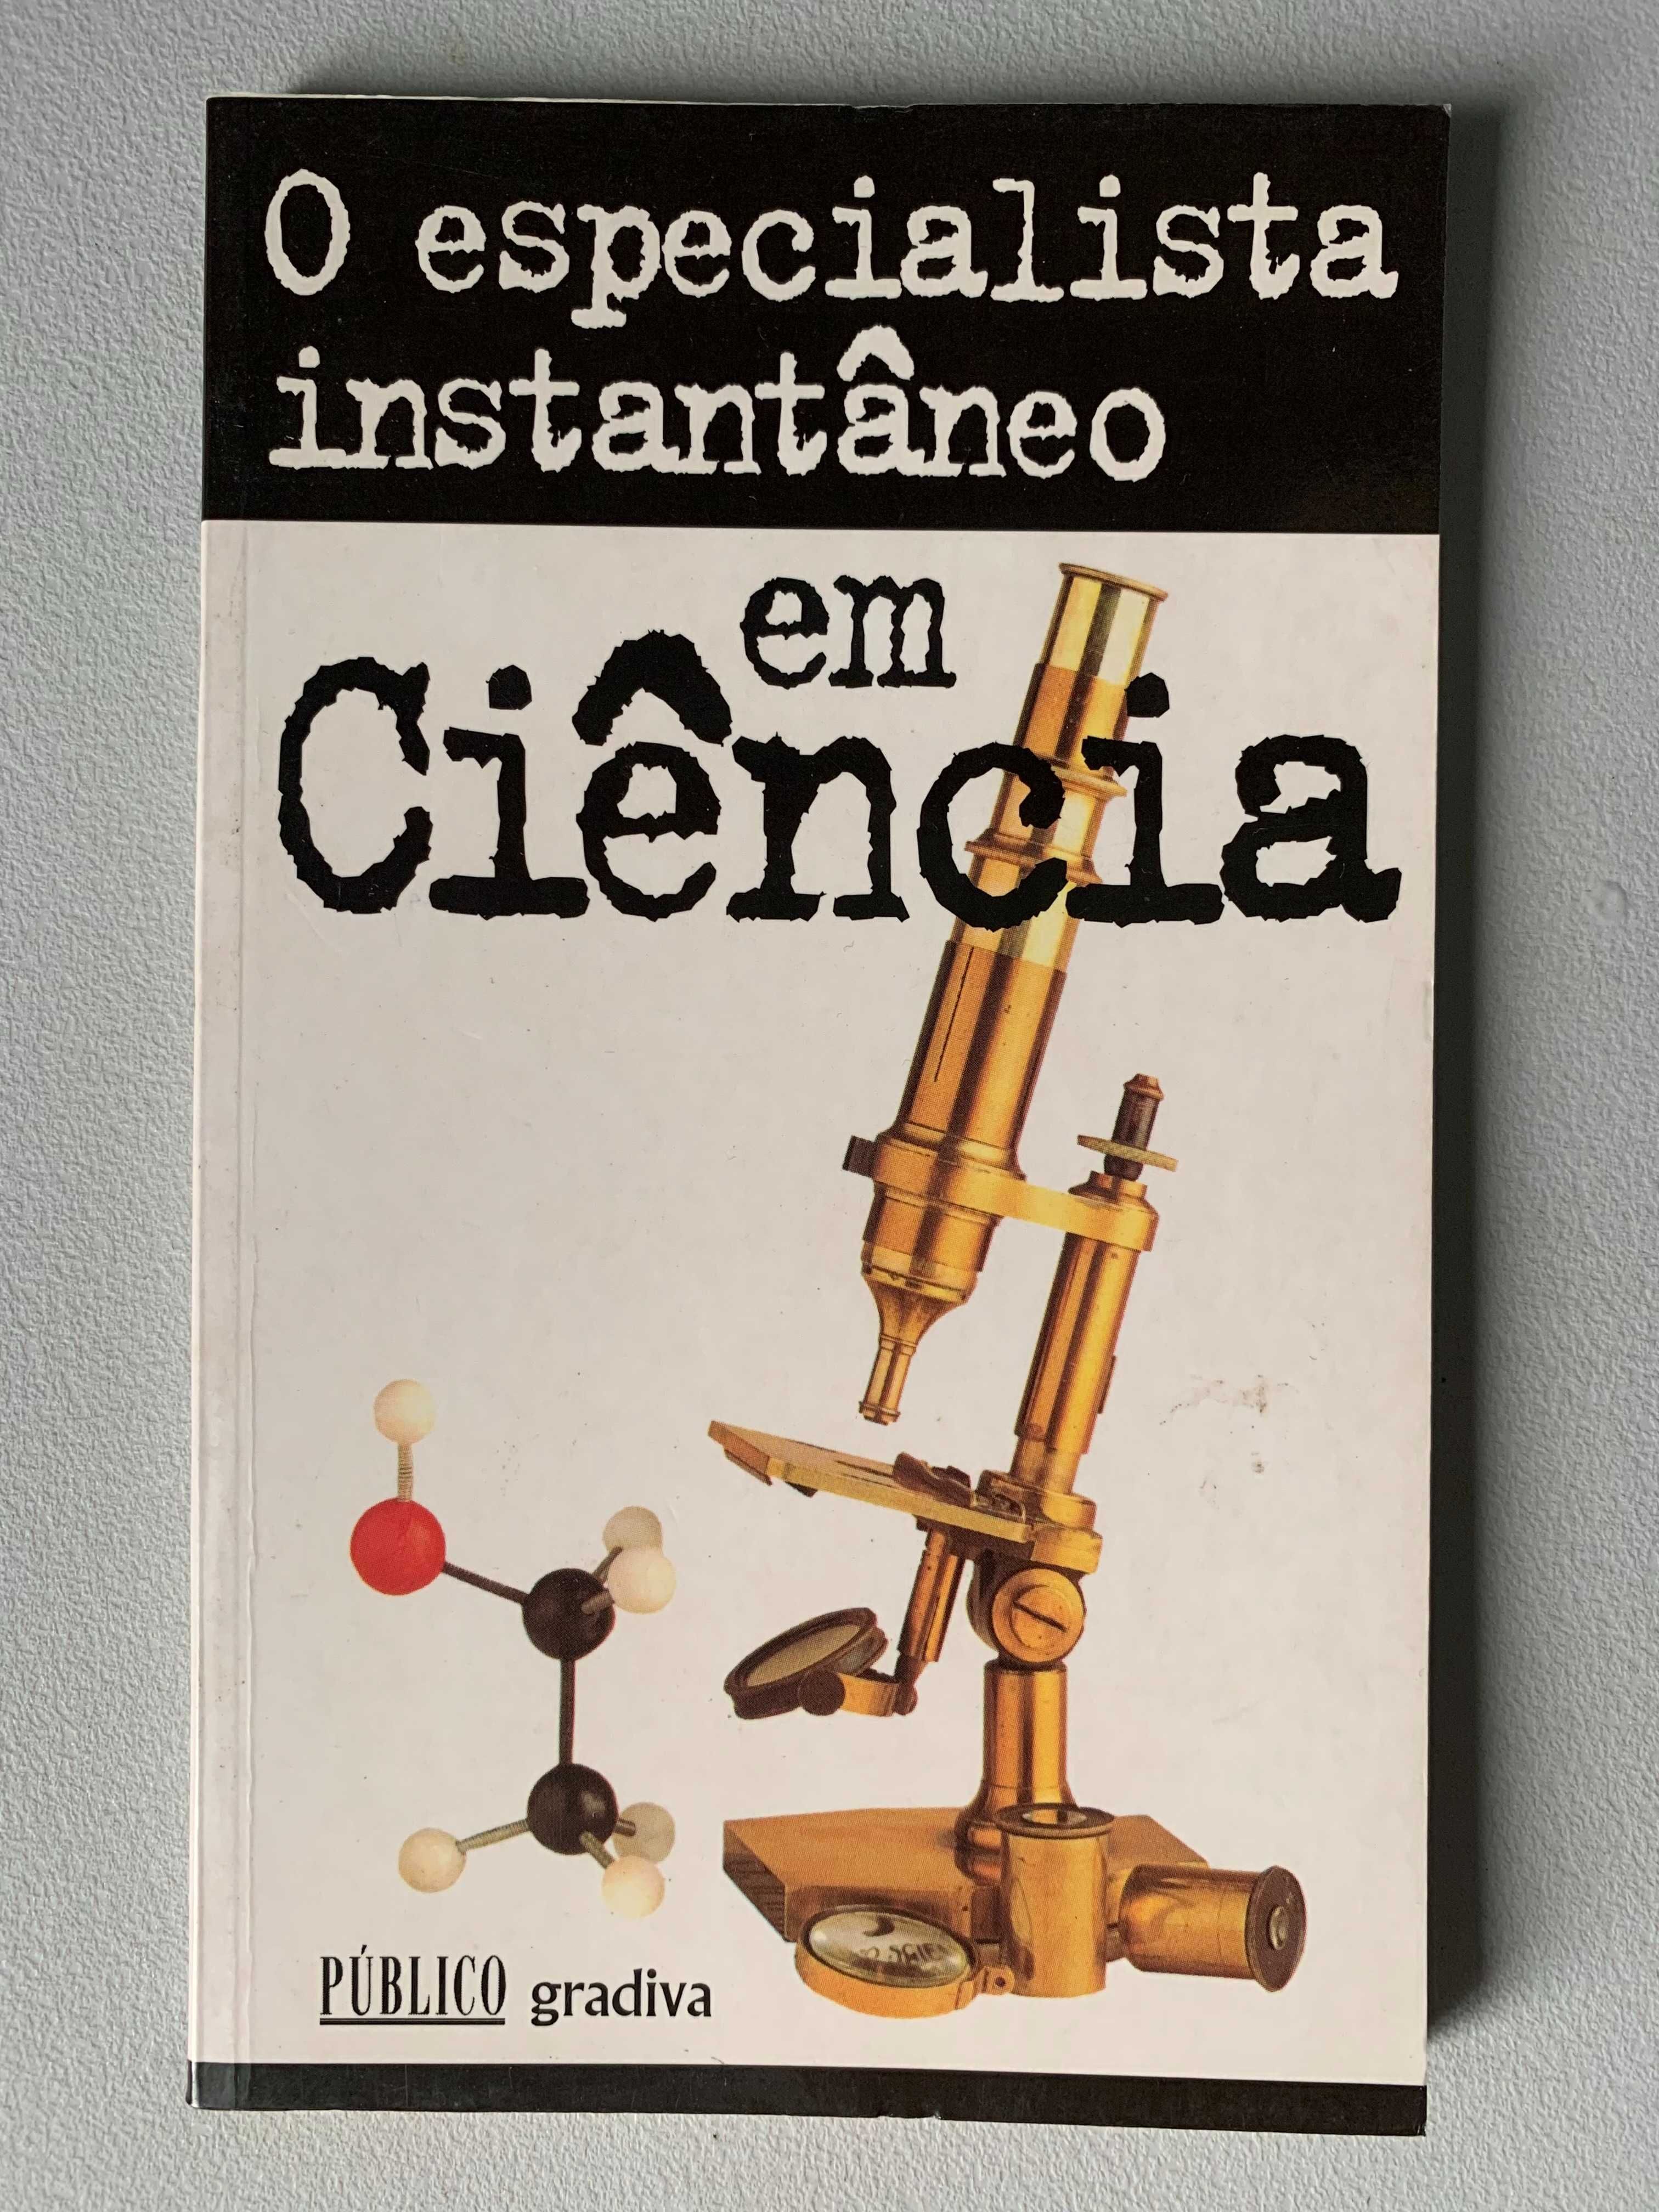 O especialista
instantâneo
em
Ciência
PÚBLICO gradiva